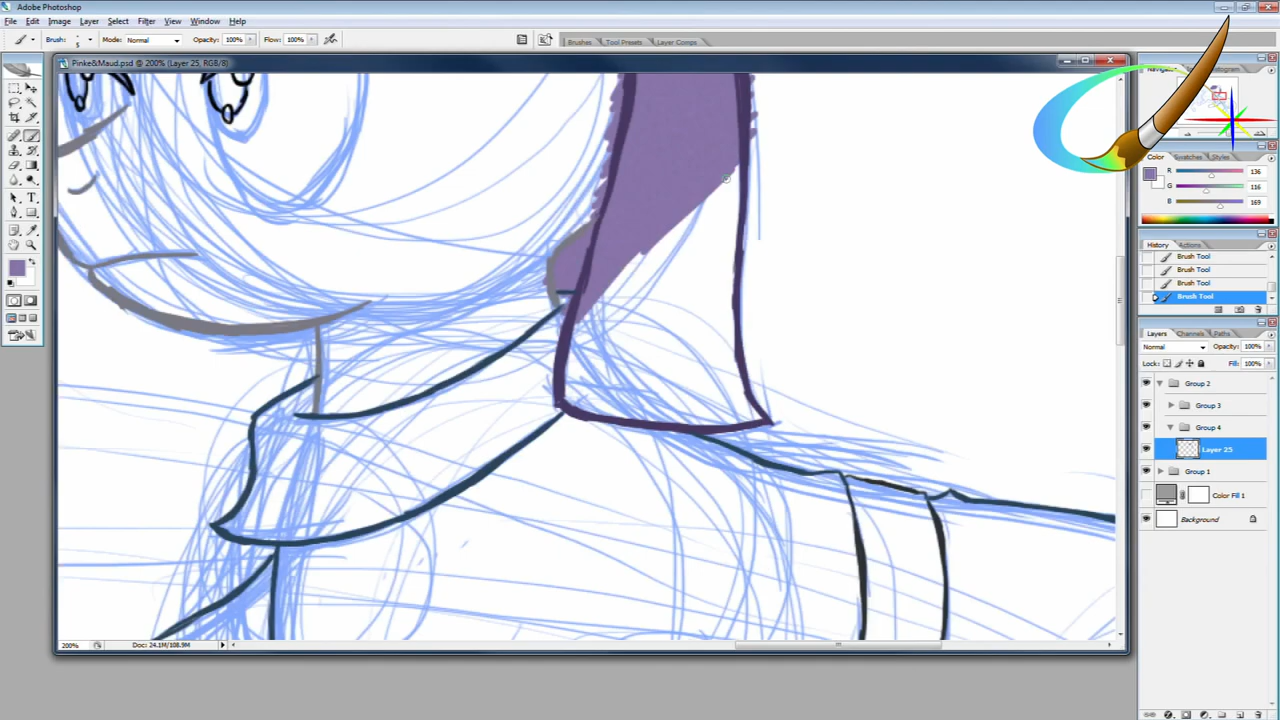 Adobe Photoshop
File Edit Image Layer Select Filter View Window Help
Brush: 5 Mode: Normal Opacity: 100% Flow: 100% Brushes Tool Presets Layer Comps
Pinke&Maud.psd @ 200% (Layer 25, RGB/8)
Color Swatches Styles
R 136
G 116
B 169
History Actions
Brush Tool
Brush Tool
Brush Tool
Brush Tool
Layers Channels Paths
Normal Opacity: 100%
Lock: Fill: 100%
Group 2
Group 3
Group 4
Layer 25
Group 1
Color Fill 1
Background
200% Doc: 24.1M/108.9M